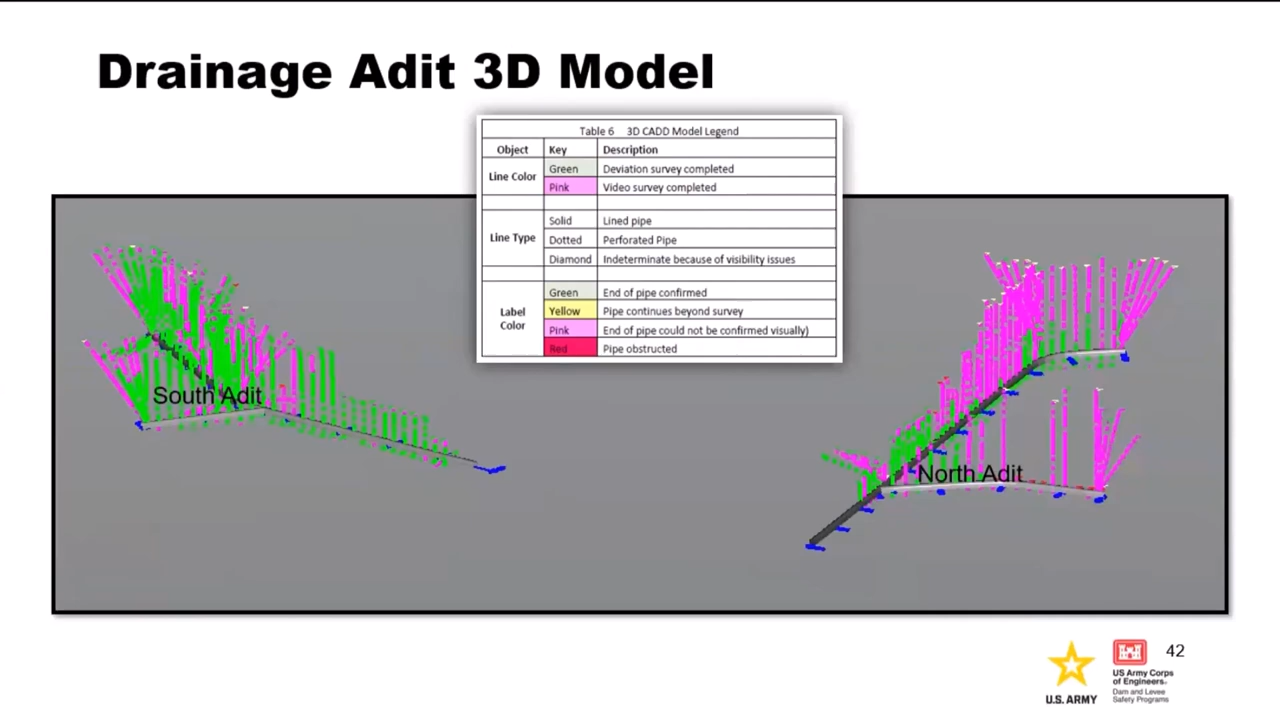 Drainage Adit 3D Model
Table 6 3D CADD Model Legend
Object Key Description
Line Color Green Deviation survey completed
Pink Video survey completed
Line Type Solid Lined pipe
Dotted Perforated Pipe
Diamond Indeterminate because of visibility issues
Label Color Green End of pipe confirmed
Yellow Pipe continues beyond survey
Pink End of pipe could not be confirmed visually)
Red Pipe obstructed
South Adit
North Adit
42
U.S. ARMY
US Army Corps
of Engineers®
Dam and Levee
Safety Programs